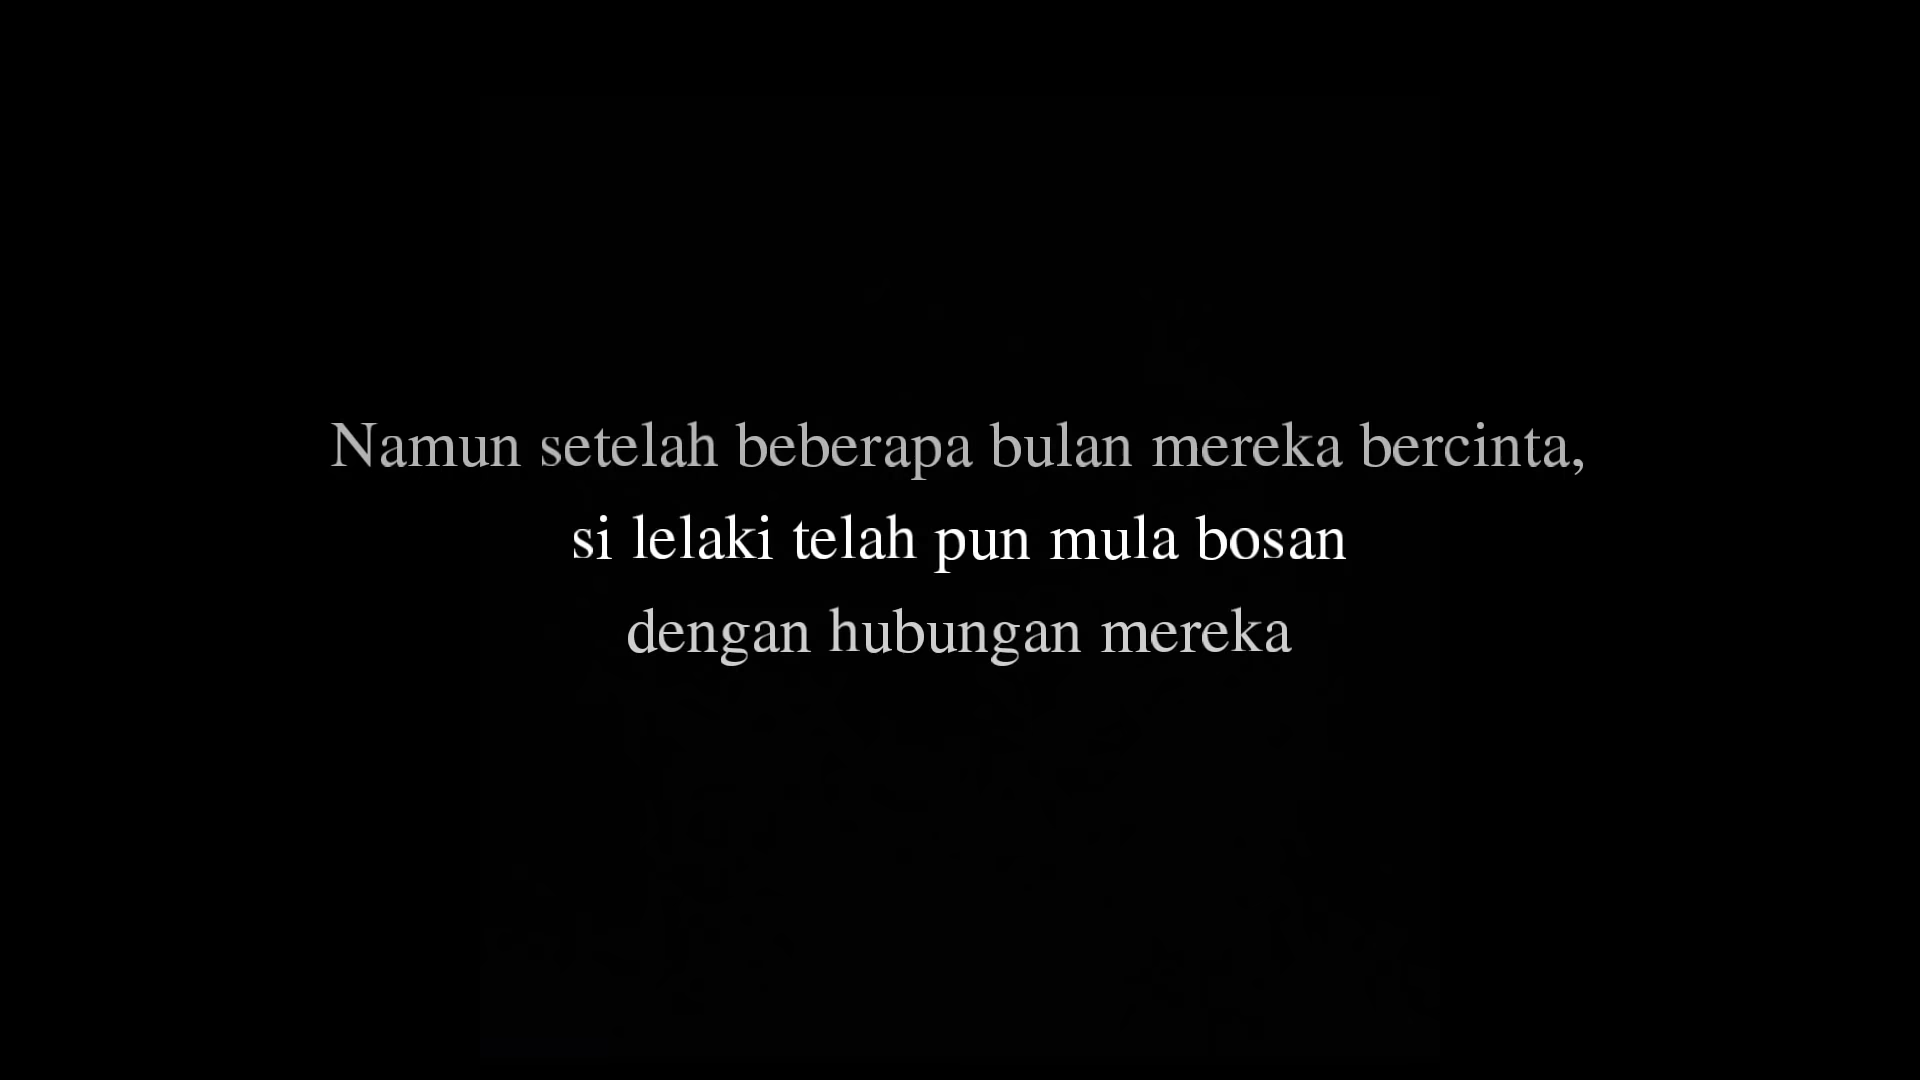 Namun setelah beberapa bulan mereka bercinta,
si lelaki telah pun mula bosan
dengan hubungan mereka